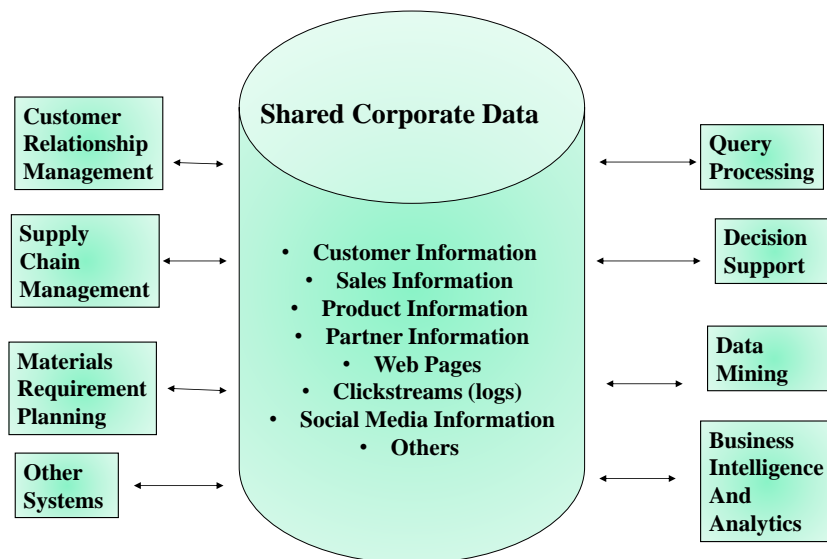 Shared Corporate Data
Customer
Relationship
Management
Supply
Chain
Management
Materials
Requirement
Planning
Other
Systems
• Customer Information
• Sales Information
• Product Information
• Partner Information
• Web Pages
• Clickstreams (logs)
• Social Media Information
• Others
Query
Processing
Decision
Support
Data
Mining
Business
Intelligence
And
Analytics